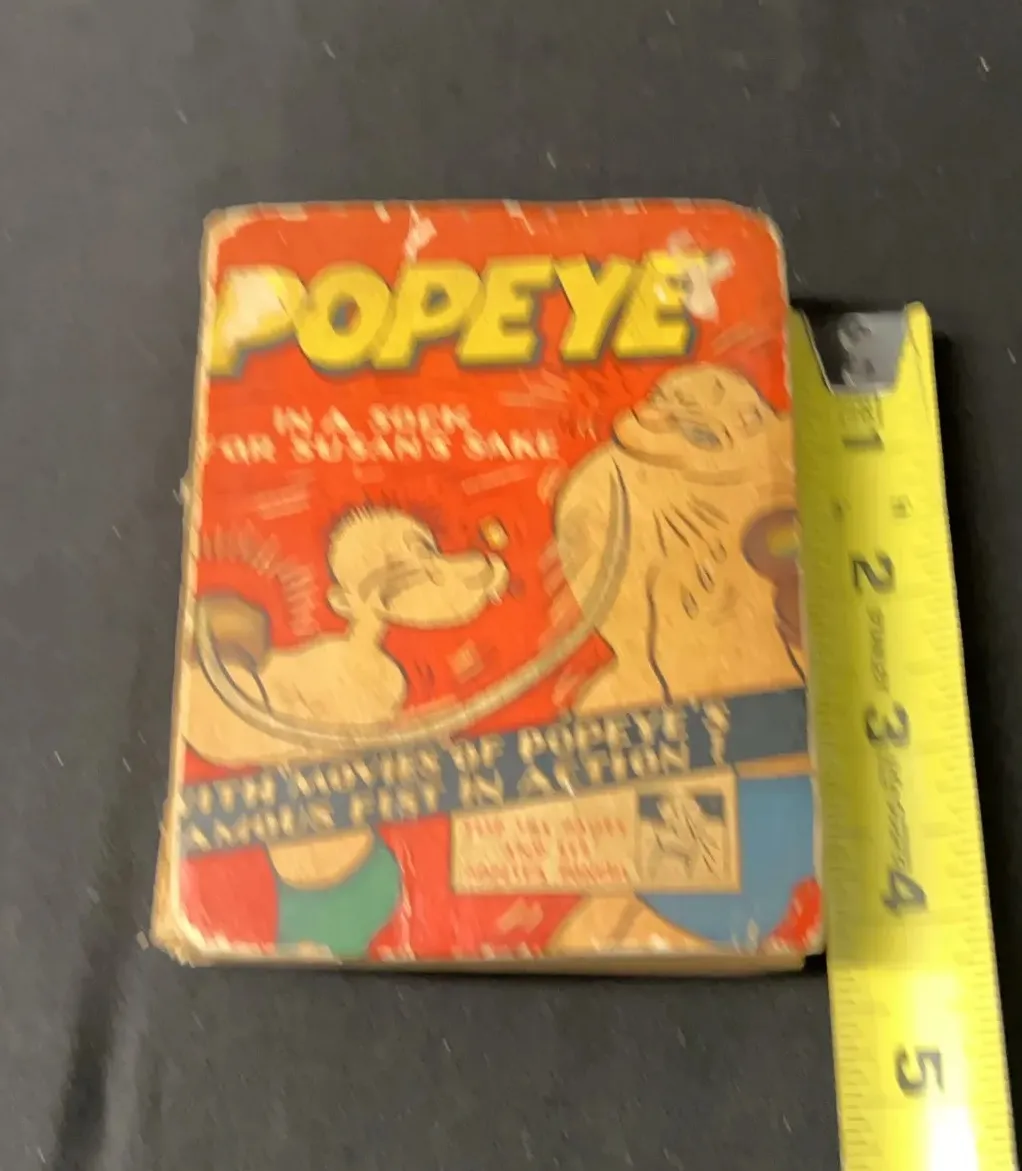 POPEYE
IN A SOCK
FOR SUSAN'S SAKE
WITH "MOVIES" OF POPEYE'S
FAMOUS FIST IN ACTION!
1
2
3
4
5